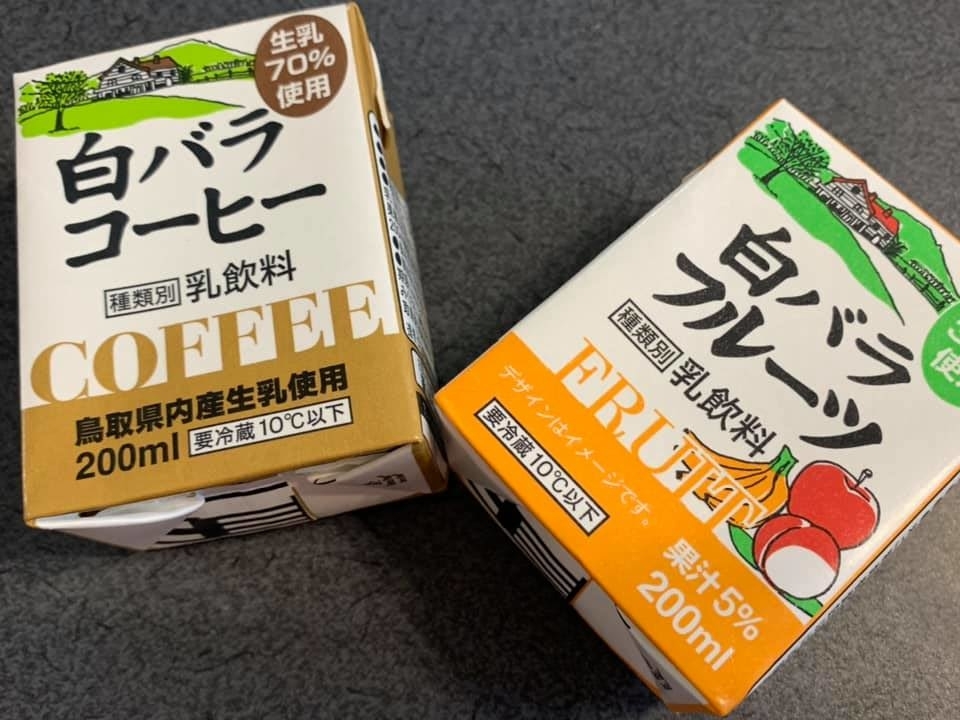 生乳
70%
使用
白バラ
コーヒー
種類別 乳飲料
COFFEE
鳥取県内産生乳使用
200ml 要冷蔵10℃以下
白バラ
フルーツ
種類別 乳飲料
FRUIT
デザインはイメージです。
要冷蔵10℃以下
果汁5%
200ml